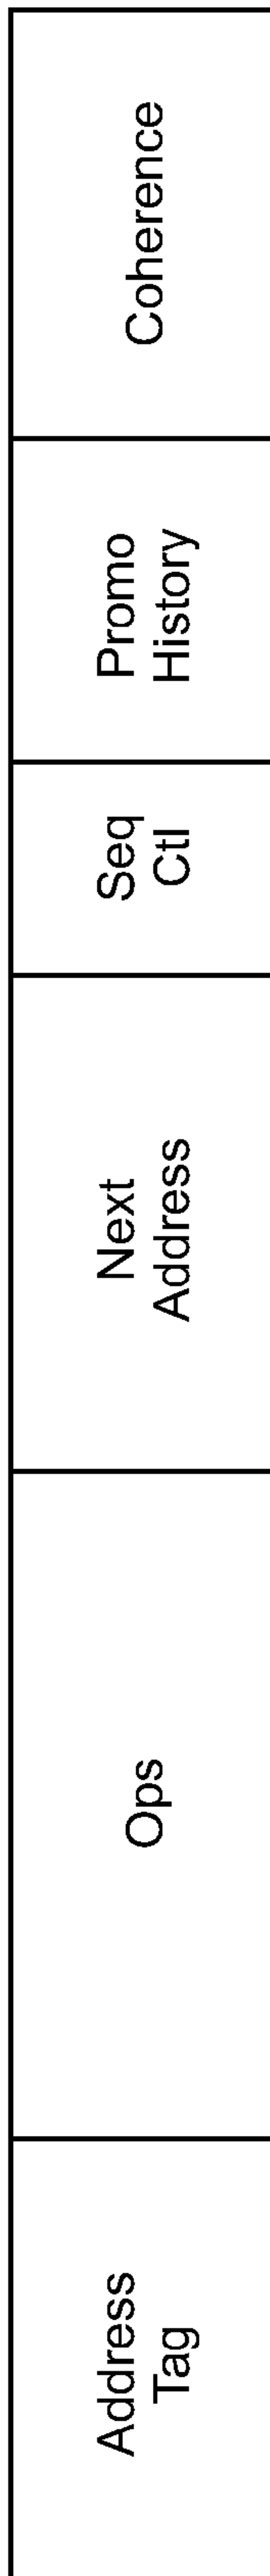 Address
Tag
Ops
Next
Address
Seq
Ctl
Promo
History
Coherence